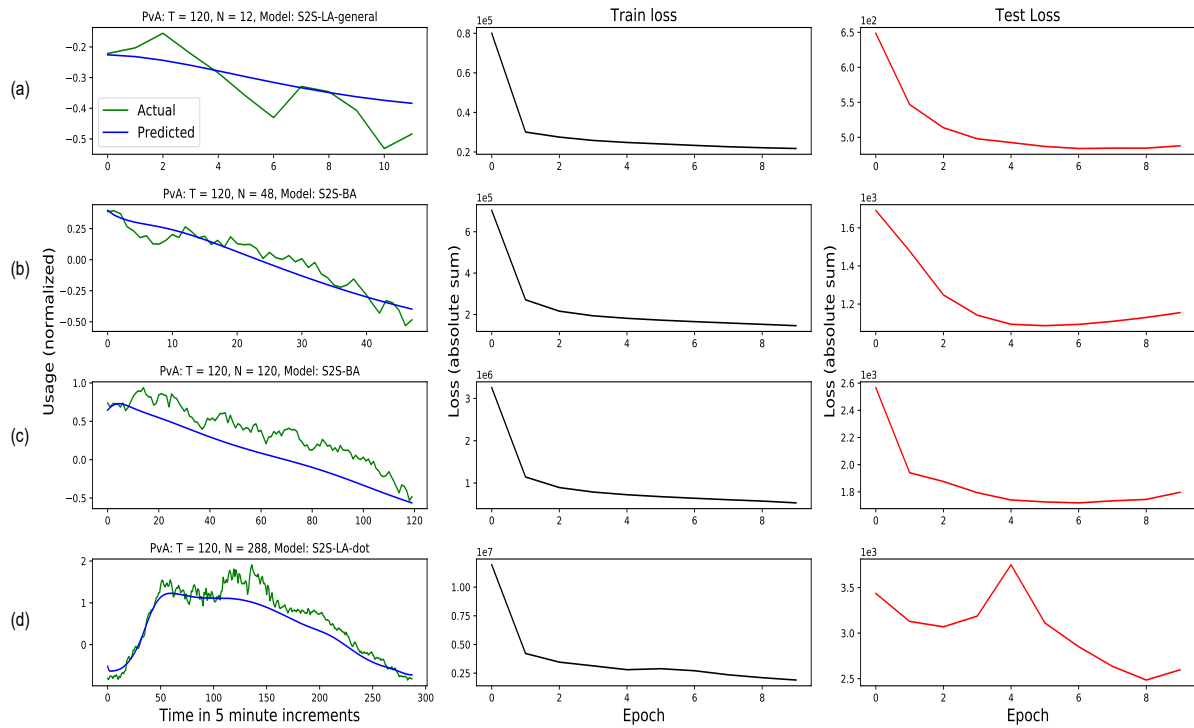 PvA: T = 120, N = 12, Model: S2S-LA-general
Train loss
Test Loss
(a)
−0.2
−0.3
−0.4
−0.5
Actual
Predicted
0 2 4 6 8 10
1e5
0.8
0.6
0.4
0.2
0 2 4 6 8
1e2
6.5
6.0
5.5
5.0
0 2 4 6 8
PvA: T = 120, N = 48, Model: S2S-BA
(b)
0.25
0.00
−0.25
−0.50
0 10 20 30 40
1e5
6
4
2
0 2 4 6 8
1e3
1.6
1.4
1.2
0 2 4 6 8
Usage (normalized)
Loss (absolute sum)
Loss (absolute sum)
PvA: T = 120, N = 120, Model: S2S-BA
(c)
1.0
0.5
0.0
−0.5
0 20 40 60 80 100 120
1e6
3
2
1
0 2 4 6 8
1e3
2.6
2.4
2.2
2.0
1.8
0 2 4 6 8
PvA: T = 120, N = 288, Model: S2S-LA-dot
(d)
2
1
0
0 50 100 150 200 250 300
Time in 5 minute increments
1e7
1.00
0.75
0.50
0.25
0 2 4 6 8
Epoch
1e3
3.5
3.0
2.5
0 2 4 6 8
Epoch